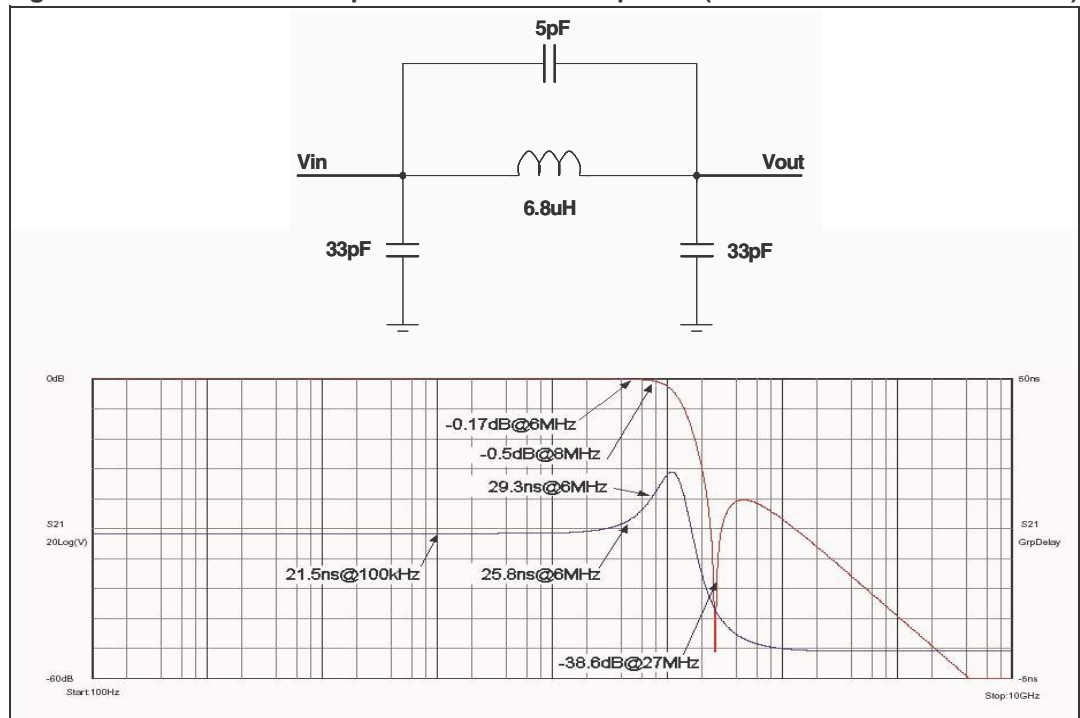 5pF
Vin
Vout
6.8uH
33pF
33pF
0dB
50ns
-0.17dB@6MHz
-0.5dB@8MHz
29.3ns@6MHz
S21
20Log(V)
S21
GrpDelay
21.5ns@100kHz
25.8ns@6MHz
-38.6dB@27MHz
-60dB
-5ns
Start:100Hz
Stop:10GHz